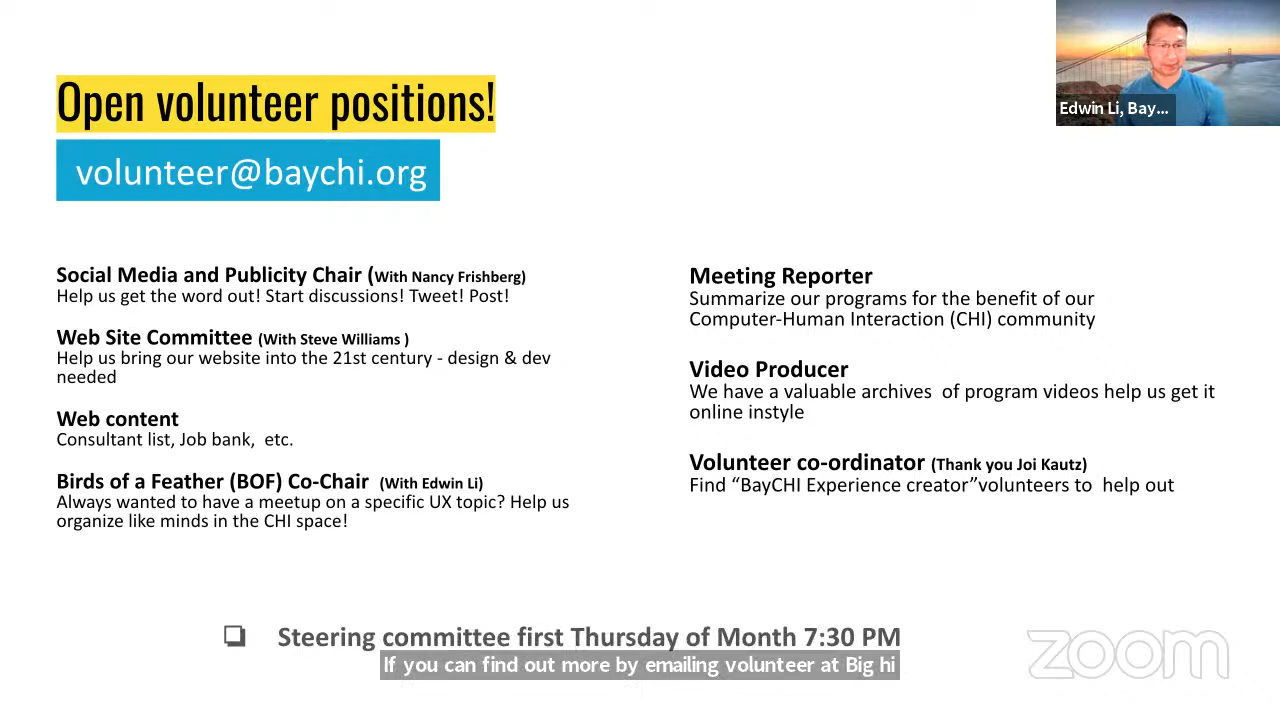 Open volunteer positions!
volunteer@baychi.org
Edwin Li, Bay...
Social Media and Publicity Chair (With Nancy Frishberg)
Help us get the word out! Start discussions! Tweet! Post!
Web Site Committee (With Steve Williams )
Help us bring our website into the 21st century - design & dev
needed
Web content
Consultant list, Job bank,  etc.
Birds of a Feather (BOF) Co-Chair  (With Edwin Li)
Always wanted to have a meetup on a specific UX topic? Help us
organize like minds in the CHI space!
Meeting Reporter
Summarize our programs for the benefit of our
Computer-Human Interaction (CHI) community
Video Producer
We have a valuable archives  of program videos help us get it
online instyle
Volunteer co-ordinator (Thank you Joi Kautz)
Find “BayCHI Experience creator”volunteers to  help out
Steering committee first Thursday of Month 7:30 PM
If you can find out more by emailing volunteer at Big hi
zoom